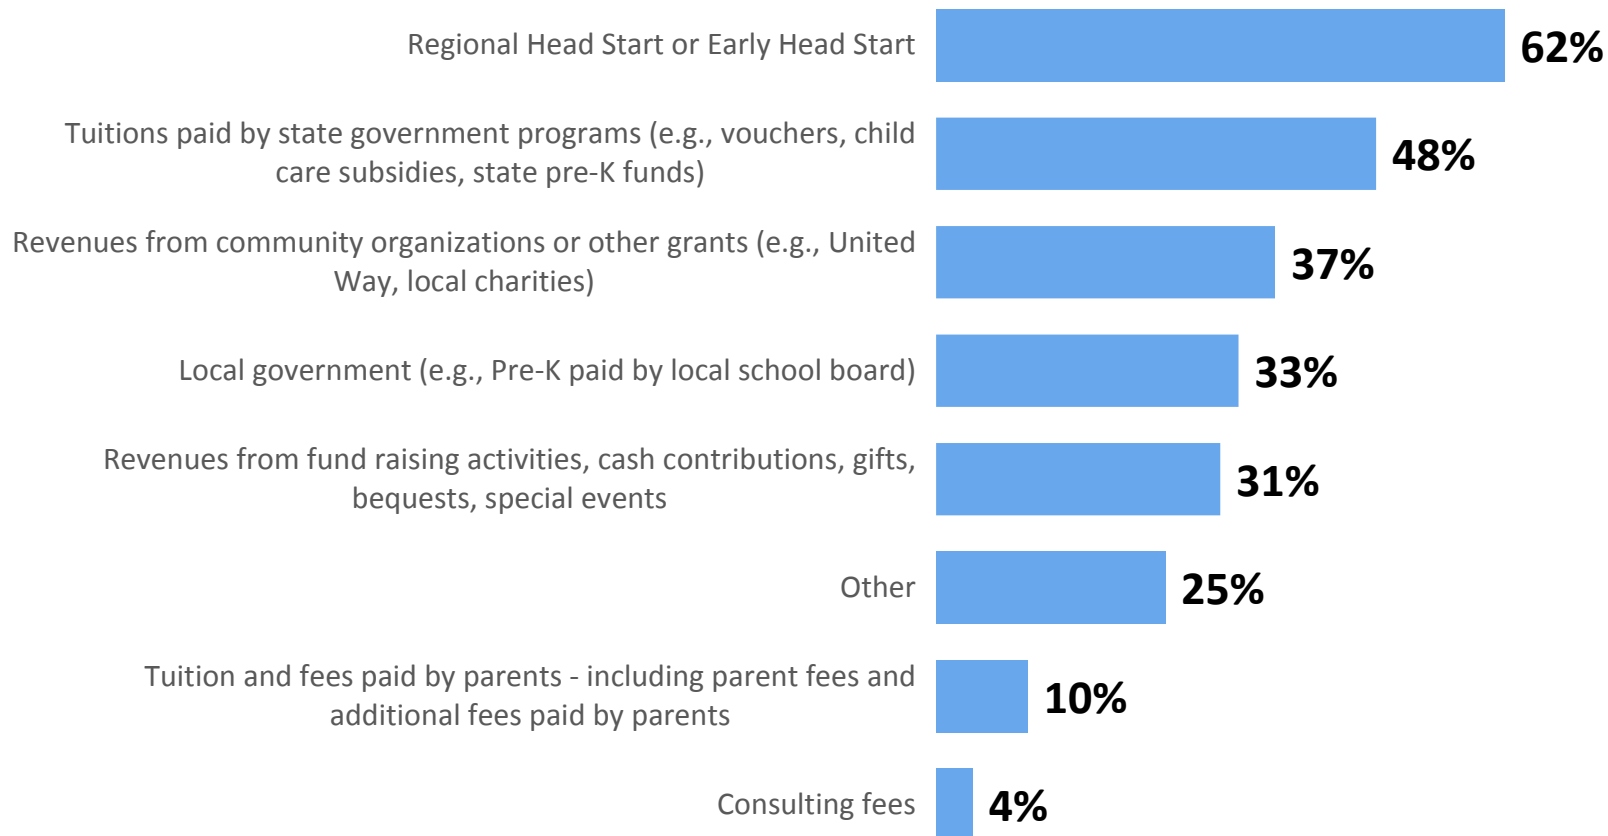 Regional Head Start or Early Head Start
62%
Tuitions paid by state government programs (e.g., vouchers, child
care subsidies, state pre-K funds)
48%
Revenues from community organizations or other grants (e.g., United
Way, local charities)
37%
Local government (e.g., Pre-K paid by local school board)
33%
Revenues from fund raising activities, cash contributions, gifts,
bequests, special events
31%
Other
25%
Tuition and fees paid by parents - including parent fees and
additional fees paid by parents
10%
Consulting fees
4%